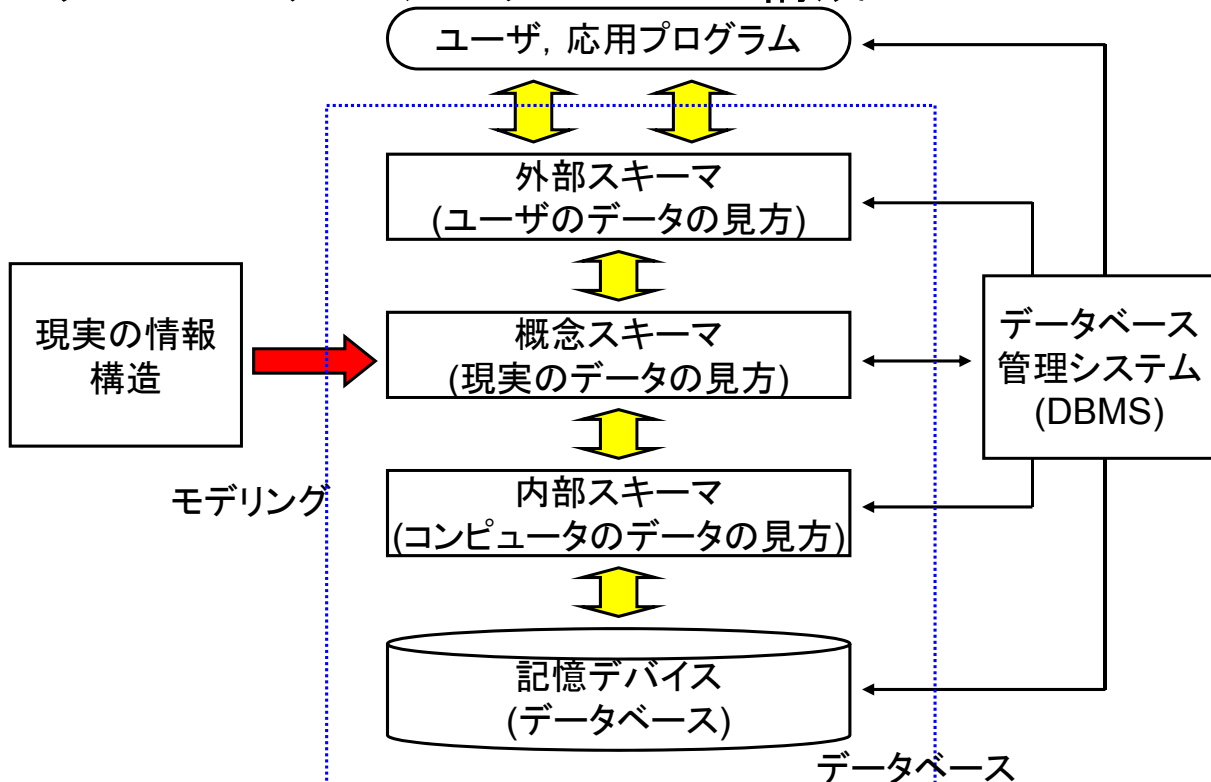 ユーザ，応用プログラム
外部スキーマ
(ユーザのデータの見方)
現実の情報
構造
概念スキーマ
(現実のデータの見方)
データベース
管理システム
(DBMS)
モデリング
内部スキーマ
(コンピュータのデータの見方)
記憶デバイス
(データベース)
データベース